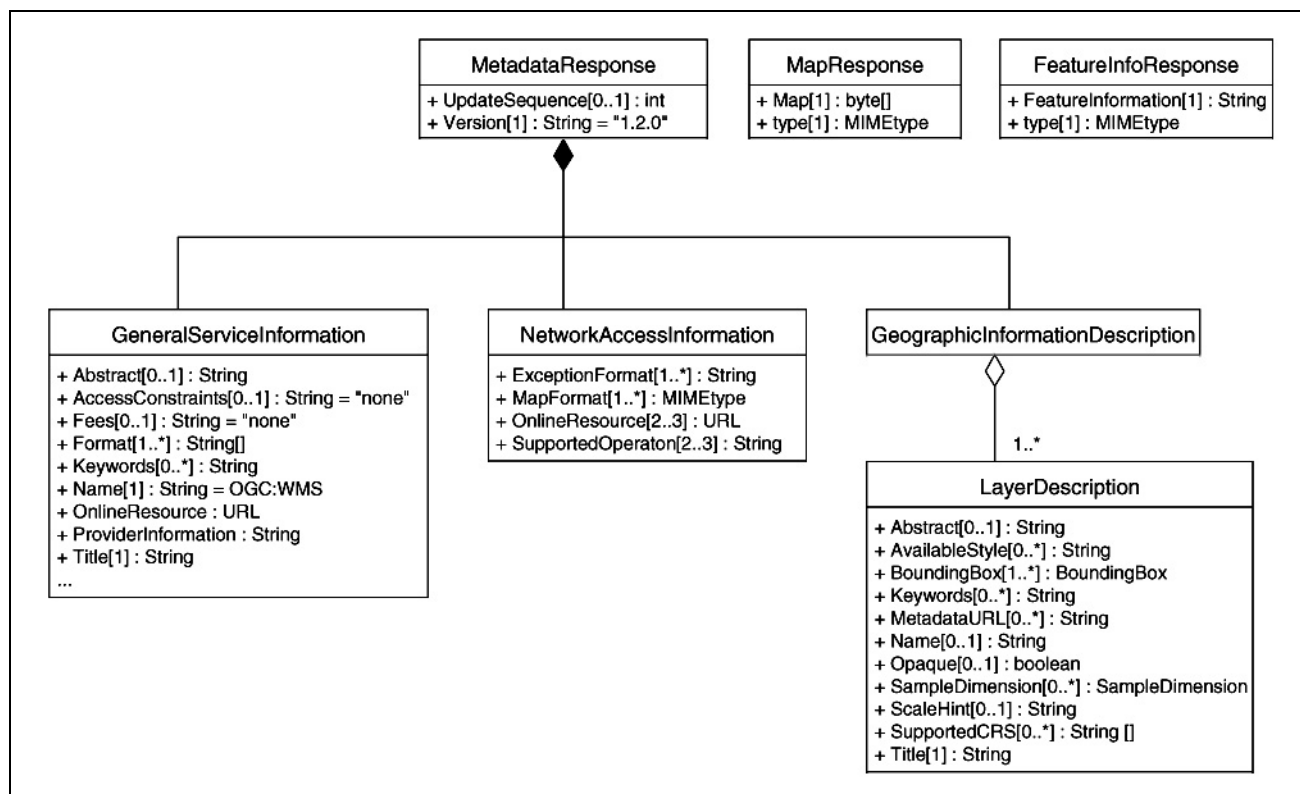 MetadataResponse
+ UpdateSequence[0..1] : int
+ Version[1] : String = "1.2.0"
MapResponse
+ Map[1] : byte[]
+ type[1] : MIMEtype
FeatureInfoResponse
+ FeatureInformation[1] : String
+ type[1] : MIMEtype
GeneralServiceInformation
+ Abstract[0..1] : String
+ AccessConstraints[0..1] : String = "none"
+ Fees[0..1] : String = "none"
+ Format[1..*] : String[]
+ Keywords[0..*] : String
+ Name[1] : String = OGC:WMS
+ OnlineResource : URL
+ ProviderInformation : String
+ Title[1] : String
...
NetworkAccessInformation
+ ExceptionFormat[1..*] : String
+ MapFormat[1..*] : MIMEtype
+ OnlineResource[2..3] : URL
+ SupportedOperaton[2..3] : String
GeographicInformationDescription
1..*
LayerDescription
+ Abstract[0..1] : String
+ AvailableStyle[0..*] : String
+ BoundingBox[1..*] : BoundingBox
+ Keywords[0..*] : String
+ MetadataURL[0..*] : String
+ Name[0..1] : String
+ Opaque[0..1] : boolean
+ SampleDimension[0..*] : SampleDimension
+ ScaleHint[0..1] : String
+ SupportedCRS[0..*] : String []
+ Title[1] : String